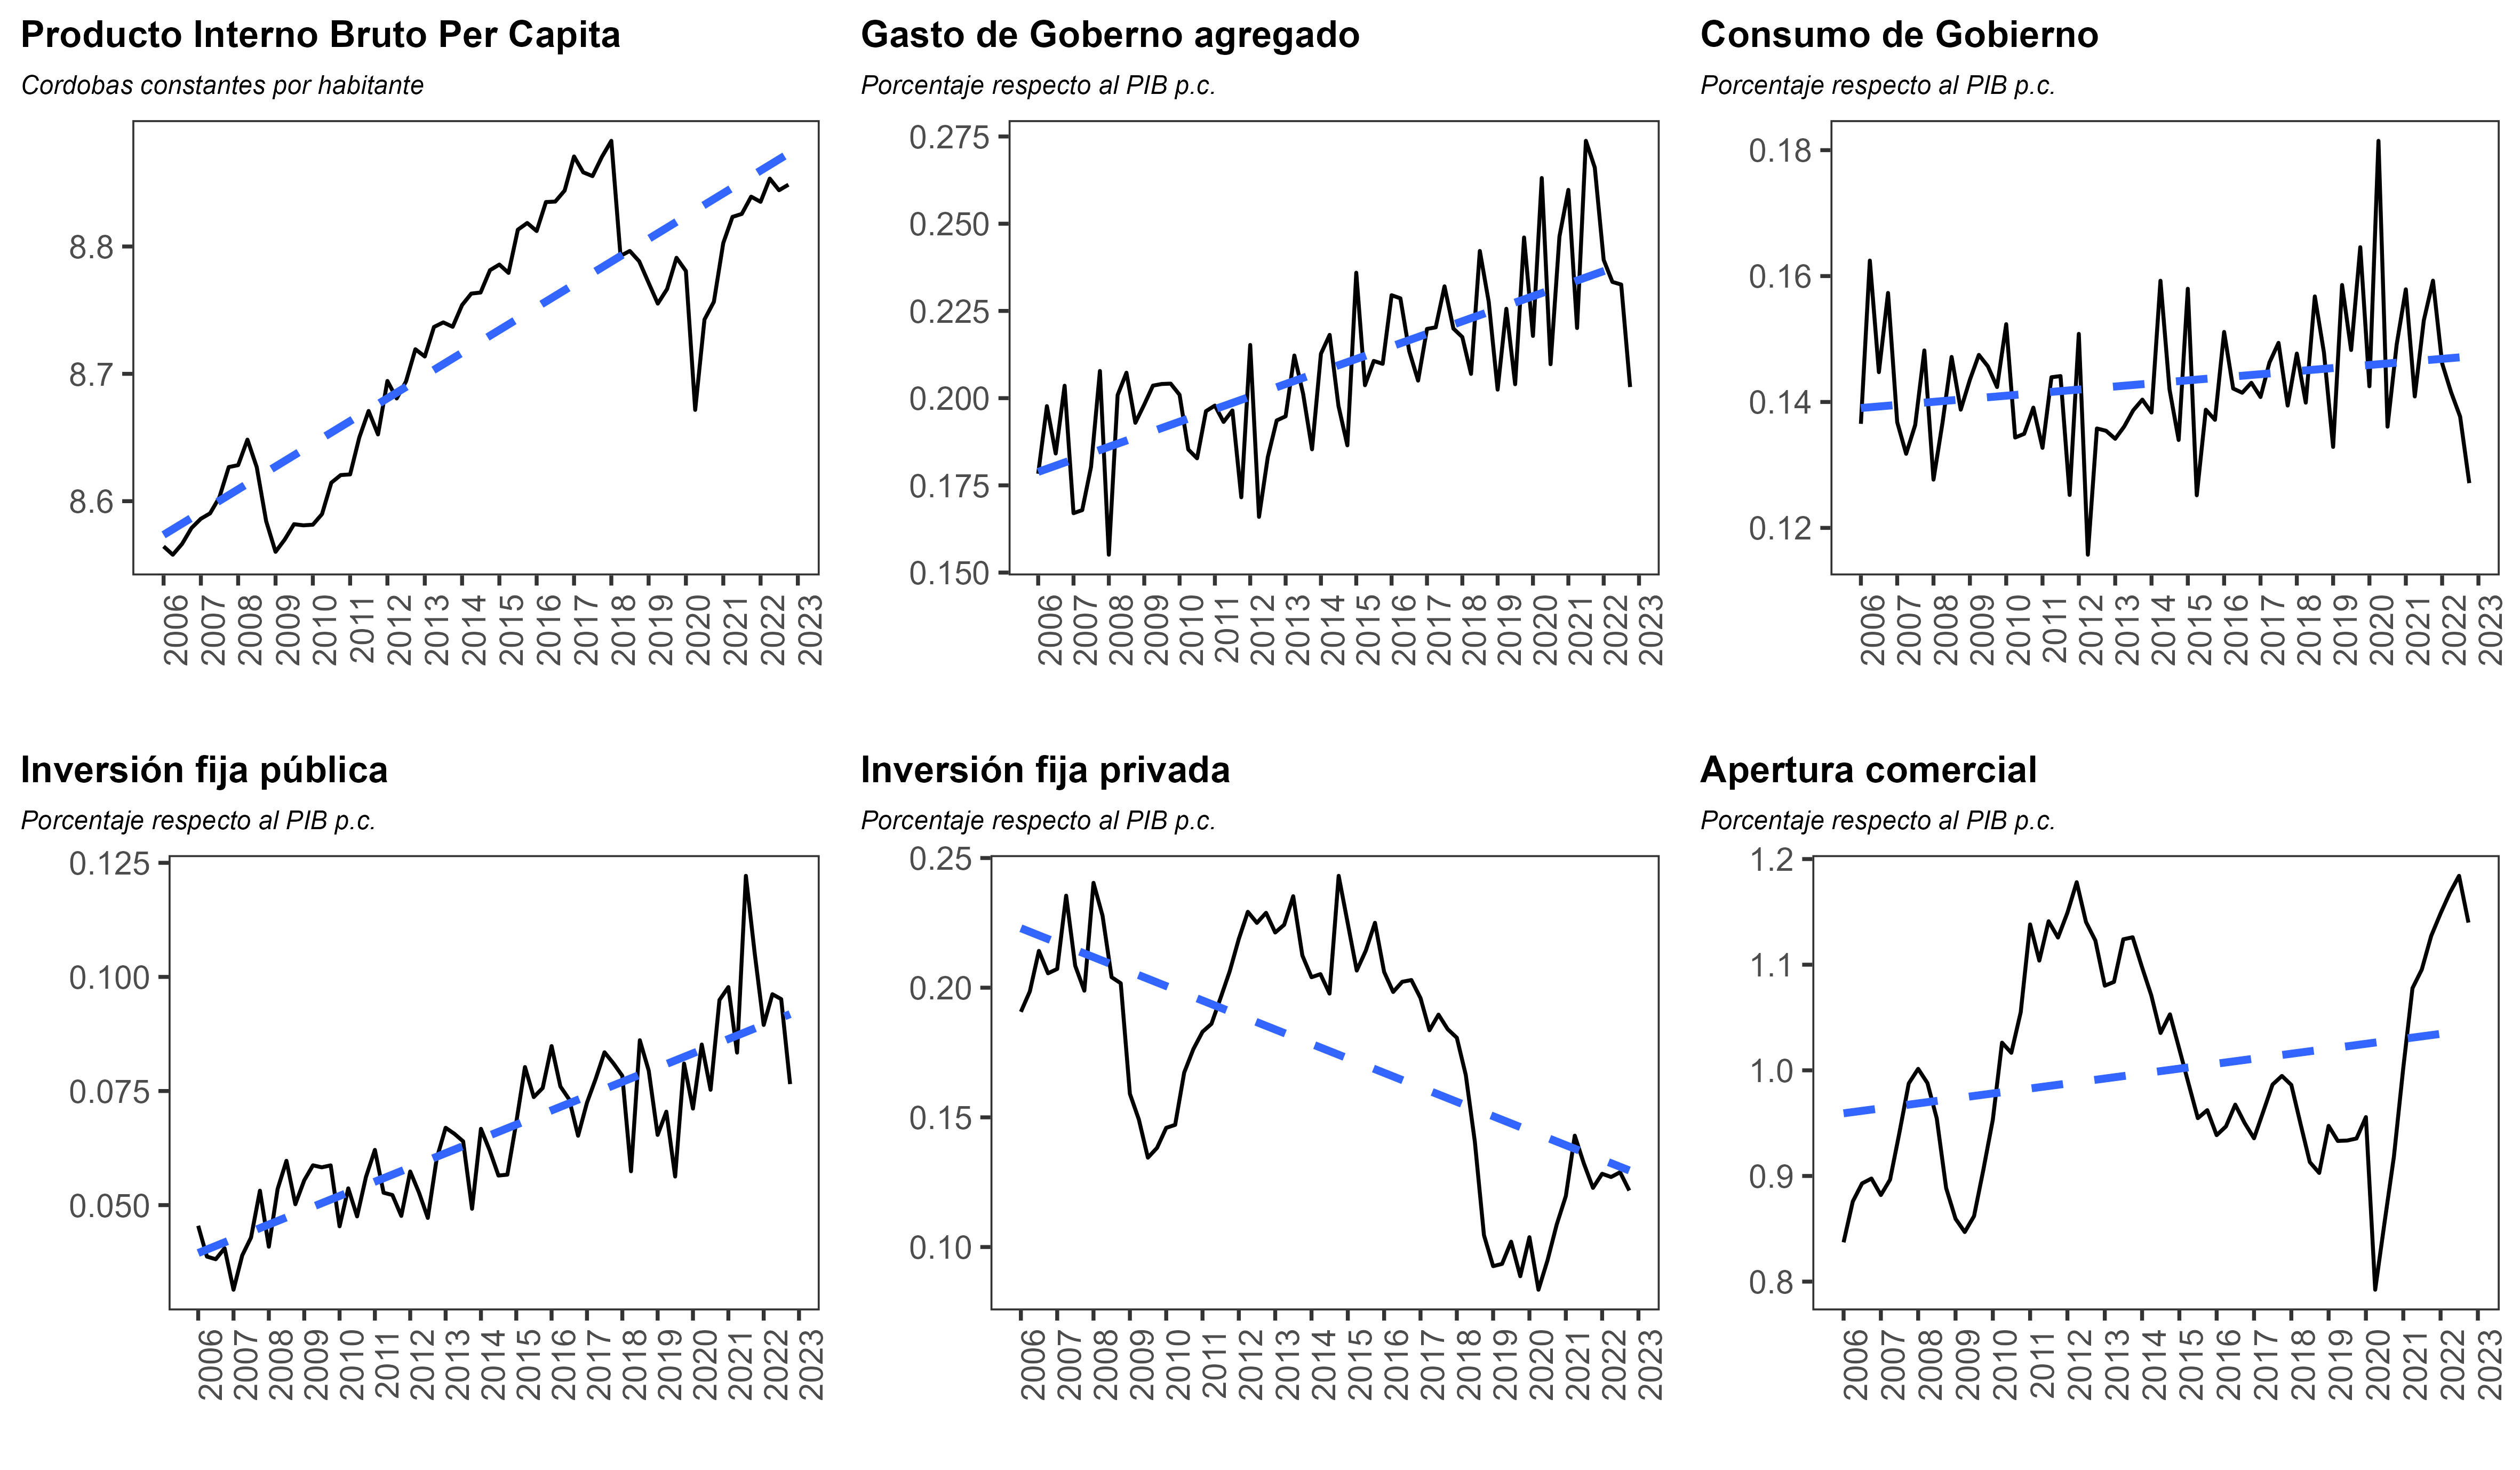 Producto Interno Bruto Per Capita
Cordobas constantes por habitante
8.8
8.7
8.6
2006 2007 2008 2009 2010 2011 2012 2013 2014 2015 2016 2017 2018 2019 2020 2021 2022 2023
Gasto de Goberno agregado
Porcentaje respecto al PIB p.c.
0.275
0.250
0.225
0.200
0.175
0.150
2006 2007 2008 2009 2010 2011 2012 2013 2014 2015 2016 2017 2018 2019 2020 2021 2022 2023
Consumo de Gobierno
Porcentaje respecto al PIB p.c.
0.18
0.16
0.14
0.12
2006 2007 2008 2009 2010 2011 2012 2013 2014 2015 2016 2017 2018 2019 2020 2021 2022 2023
Inversión fija pública
Porcentaje respecto al PIB p.c.
0.125
0.100
0.075
0.050
2006 2007 2008 2009 2010 2011 2012 2013 2014 2015 2016 2017 2018 2019 2020 2021 2022 2023
Inversión fija privada
Porcentaje respecto al PIB p.c.
0.25
0.20
0.15
0.10
2006 2007 2008 2009 2010 2011 2012 2013 2014 2015 2016 2017 2018 2019 2020 2021 2022 2023
Apertura comercial
Porcentaje respecto al PIB p.c.
1.2
1.1
1.0
0.9
0.8
2006 2007 2008 2009 2010 2011 2012 2013 2014 2015 2016 2017 2018 2019 2020 2021 2022 2023